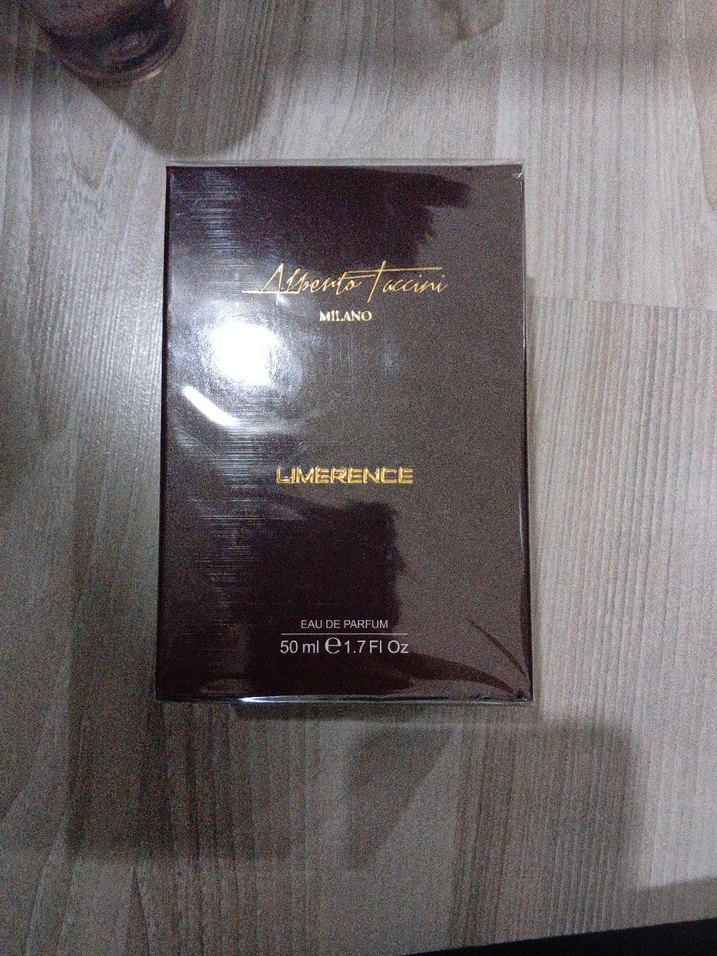 Alberto Taccini
MILANO
LIMERENCE
EAU DE PARFUM
50 ml ℮ 1.7 Fl Oz